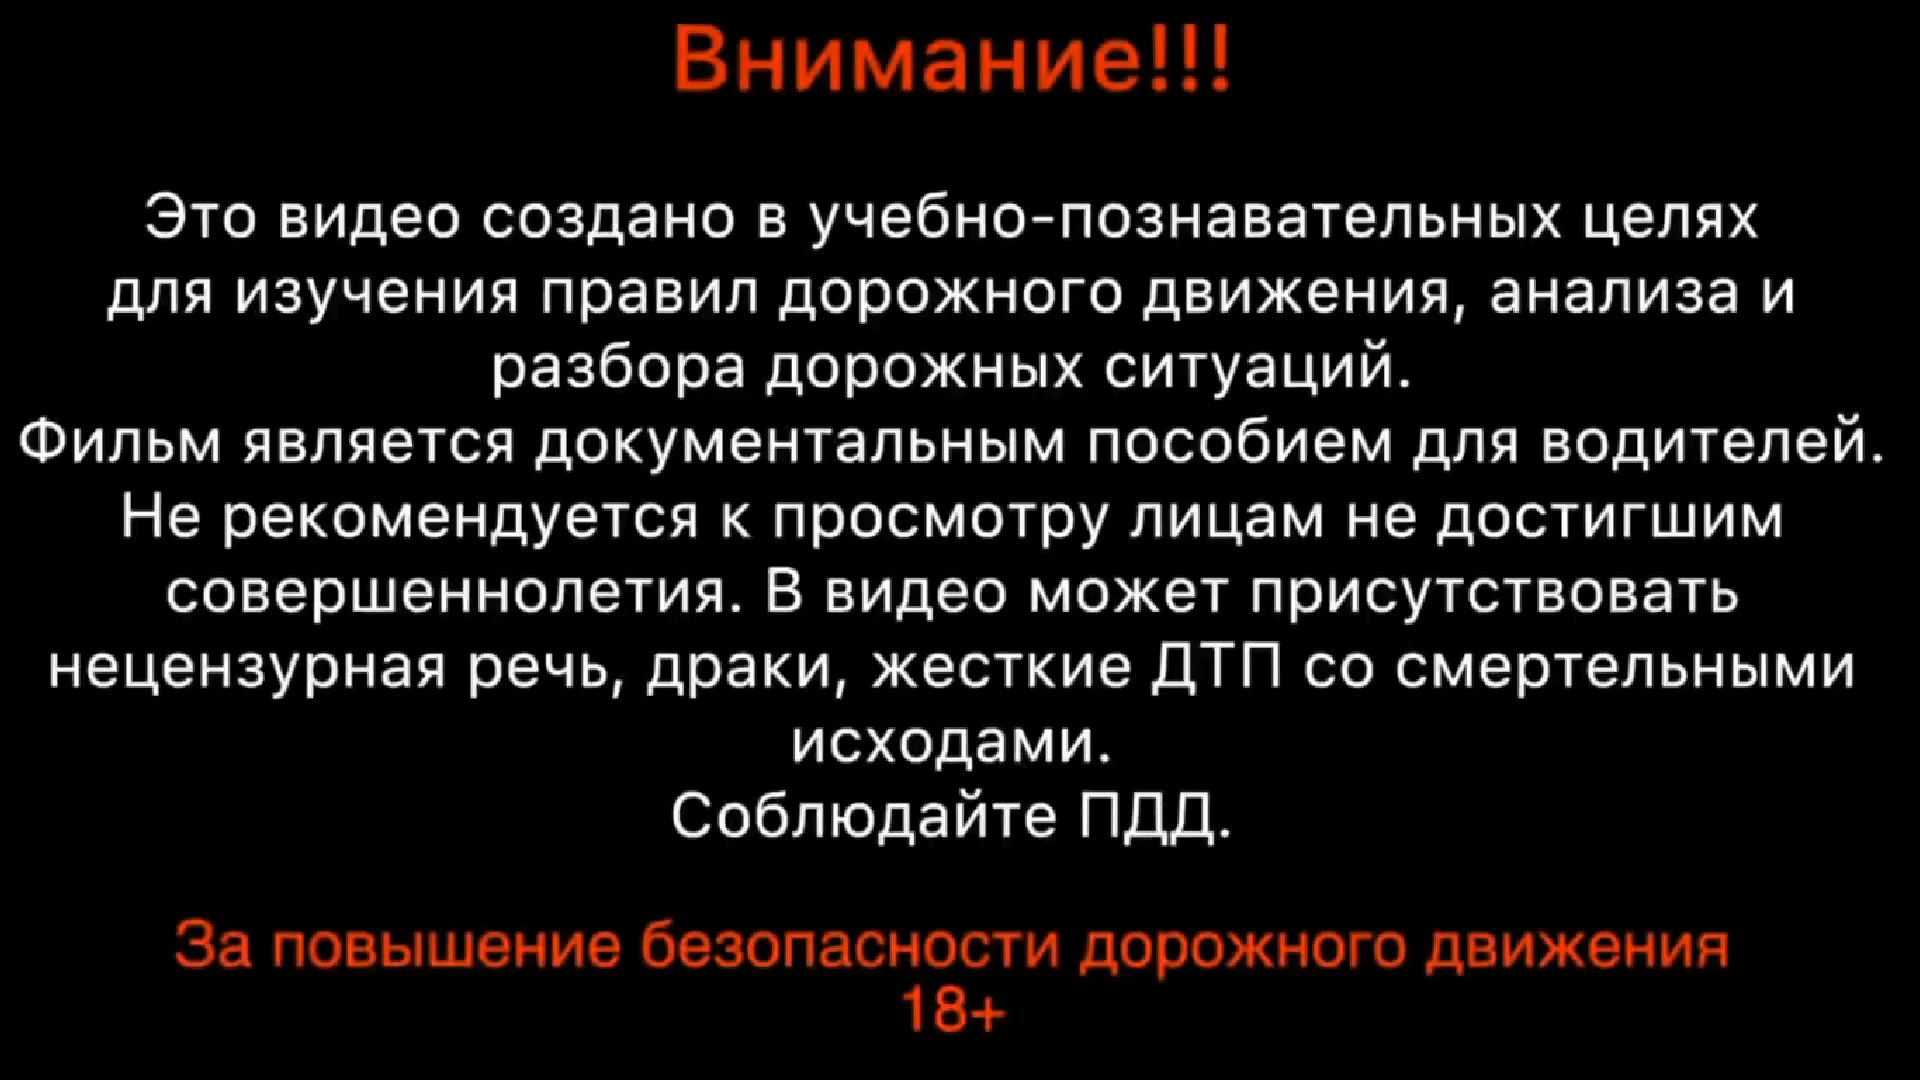 Внимание!!!
Это видео создано в учебно-познавательных целях
для изучения правил дорожного движения, анализа и
разбора дорожных ситуаций.
Фильм является документальным пособием для водителей.
Не рекомендуется к просмотру лицам не достигшим
совершеннолетия. В видео может присутствовать
нецензурная речь, драки, жесткие ДТП со смертельными
исходами.
Соблюдайте ПДД.
За повышение безопасности дорожного движения
18+